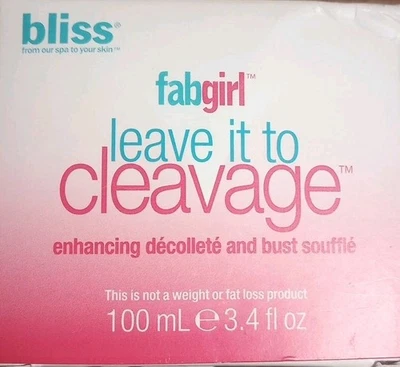 bliss®
from our spa to your skin™
fabgirl™
leave it to
cleavage™
enhancing décolleté and bust soufflé
This is not a weight or fat loss product
100 mL ℮ 3.4 fl oz